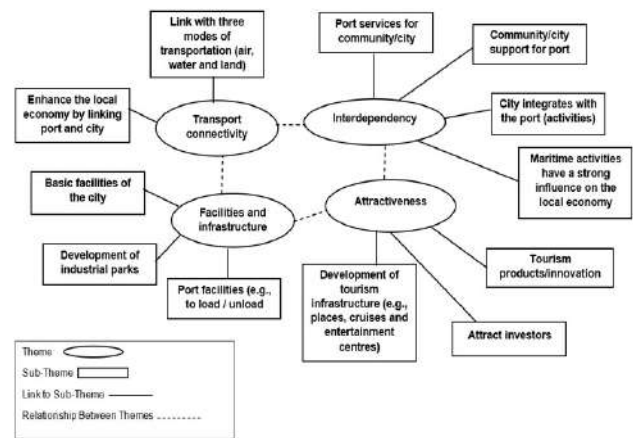 Link with three
modes of
transportation (air,
water and land)
Port services for
community/city
Community/city
support for port
Enhance the local
economy by linking
port and city
Transport
connectivity
Interdependency
City integrates with
the port (activities)
Maritime activities
have a strong
influence on the
local economy
Basic facilities of
the city
Facilities and
infrastructure
Attractiveness
Development of
industrial parks
Port facilities (e.g.,
to load / unload
Development of
tourism
infrastructure (e.g.,
places, cruises and
entertainment
centres)
Tourism
products/innovation
Attract investors
Theme
Sub-Theme
Link to Sub-Theme
Relationship Between Themes